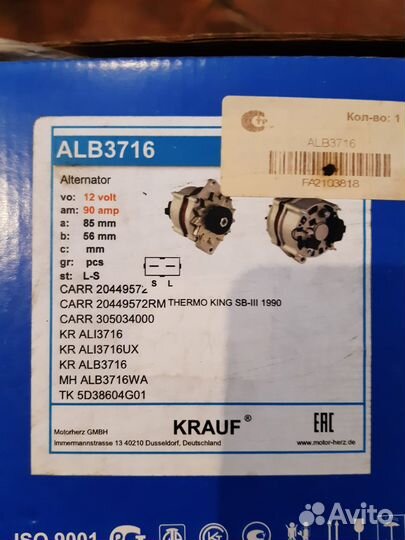 ALB3716
Кол-во: 1
ALB3716
FA2103818
Alternator
vo: 12 volt
am: 90 amp
a: 85 mm
b: 56 mm
c: mm
gr: pcs
st: L-S
S L
CARR 20449572
CARR 20449572RM THERMO KING SB-III 1990
CARR 305034000
KR ALI3716
KR ALI3716UX
KR ALB3716
MH ALB3716WA
TK 5D38604G01
Motorherz GMBH
Immermannstrasse 13 40210 Dusseldorf, Deutschland
KRAUF®
EAC
www.motor-herz.de
ISO 9001
Avito